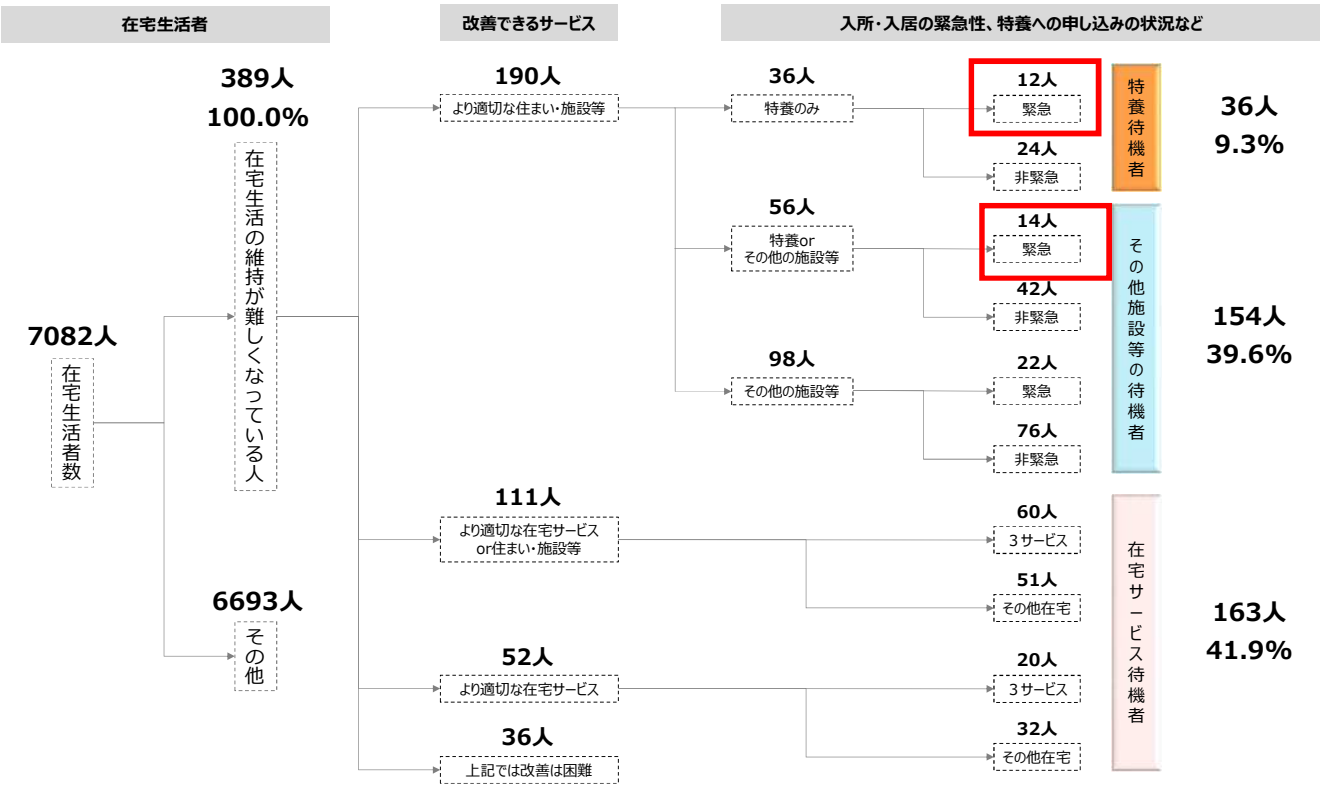 在宅生活者
改善できるサービス
入所・入居の緊急性、特養への申し込みの状況など
7082人
在宅生活者数
389人
100.0%
在宅生活の維持が難しくなっている人
6693人
その他
190人
より適切な住まい・施設等
111人
より適切な在宅サービス
or住まい・施設等
52人
より適切な在宅サービス
36人
上記では改善は困難
36人
特養のみ
56人
特養or
その他の施設等
98人
その他の施設等
12人
緊急
24人
非緊急
14人
緊急
42人
非緊急
22人
緊急
76人
非緊急
60人
３サービス
51人
その他在宅
20人
３サービス
32人
その他在宅
特養待機者
36人
9.3%
その他施設等の待機者
154人
39.6%
在宅サービス待機者
163人
41.9%